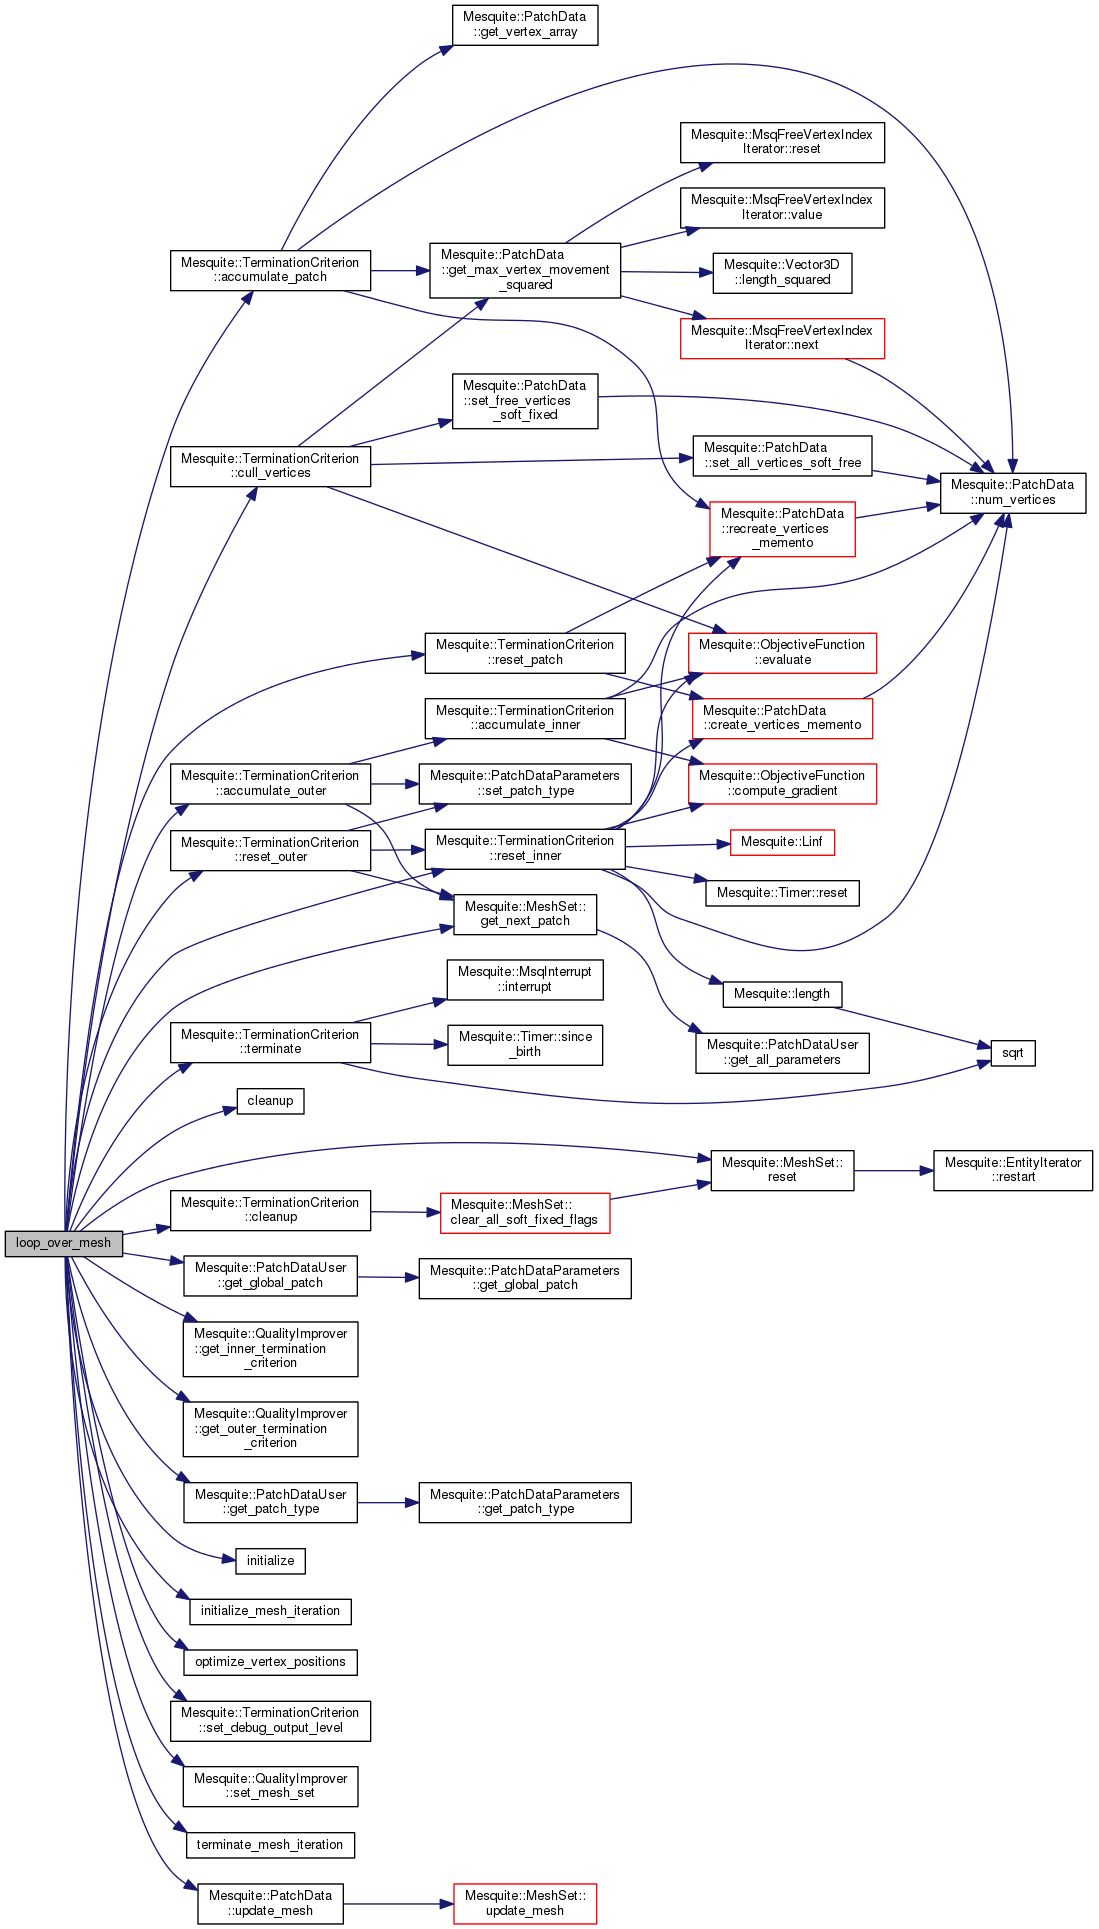 Mesquite::PatchData
::get_vertex_array
Mesquite::MsqFreeVertexIndex
Iterator::reset
Mesquite::MsqFreeVertexIndex
Iterator::value
Mesquite::TerminationCriterion
::accumulate_patch
Mesquite::PatchData
::get_max_vertex_movement
_squared
Mesquite::Vector3D
::length_squared
Mesquite::MsqFreeVertexIndex
Iterator::next
Mesquite::PatchData
::set_free_vertices
_soft_fixed
Mesquite::TerminationCriterion
::cull_vertices
Mesquite::PatchData
::set_all_vertices_soft_free
Mesquite::PatchData
::num_vertices
Mesquite::PatchData
::recreate_vertices
_memento
Mesquite::TerminationCriterion
::reset_patch
Mesquite::ObjectiveFunction
::evaluate
Mesquite::TerminationCriterion
::accumulate_inner
Mesquite::PatchData
::create_vertices_memento
Mesquite::TerminationCriterion
::accumulate_outer
Mesquite::PatchDataParameters
::set_patch_type
Mesquite::ObjectiveFunction
::compute_gradient
Mesquite::TerminationCriterion
::reset_outer
Mesquite::TerminationCriterion
::reset_inner
Mesquite::Linf
Mesquite::Timer::reset
Mesquite::MeshSet::
get_next_patch
Mesquite::MsqInterrupt
::interrupt
Mesquite::length
Mesquite::TerminationCriterion
::terminate
Mesquite::Timer::since
_birth
Mesquite::PatchDataUser
::get_all_parameters
sqrt
cleanup
Mesquite::MeshSet::
reset
Mesquite::EntityIterator
::restart
Mesquite::TerminationCriterion
::cleanup
Mesquite::MeshSet::
clear_all_soft_fixed_flags
loop_over_mesh
Mesquite::PatchDataUser
::get_global_patch
Mesquite::PatchDataParameters
::get_global_patch
Mesquite::QualityImprover
::get_inner_termination
_criterion
Mesquite::QualityImprover
::get_outer_termination
_criterion
Mesquite::PatchDataUser
::get_patch_type
Mesquite::PatchDataParameters
::get_patch_type
initialize
initialize_mesh_iteration
optimize_vertex_positions
Mesquite::TerminationCriterion
::set_debug_output_level
Mesquite::QualityImprover
::set_mesh_set
terminate_mesh_iteration
Mesquite::PatchData
::update_mesh
Mesquite::MeshSet::
update_mesh